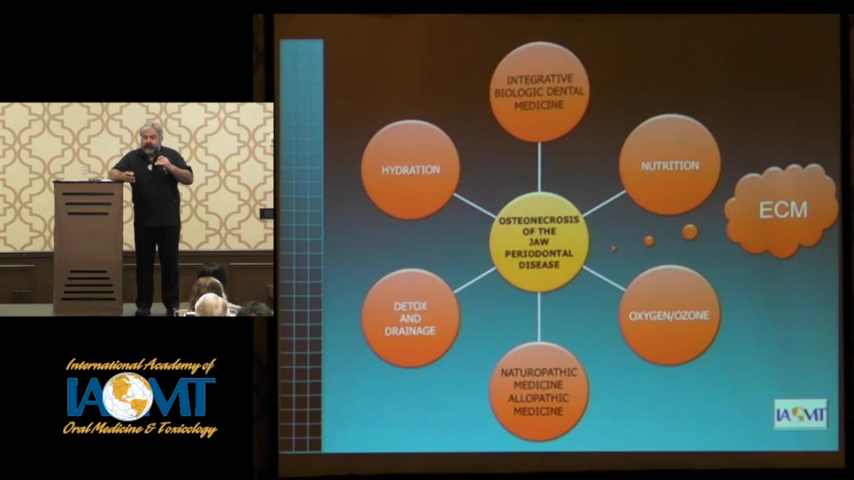 INTEGRATIVE
BIOLOGIC DENTAL
MEDICINE
HYDRATION
NUTRITION
ECM
OSTEONECROSIS
OF THE
JAW
PERIODONTAL
DISEASE
DETOX
AND
DRAINAGE
OXYGEN/OZONE
NATUROPATHIC
MEDICINE
ALLOPATHIC
MEDICINE
IAOMT
International Academy of
IAOMT
Oral Medicine & Toxicology